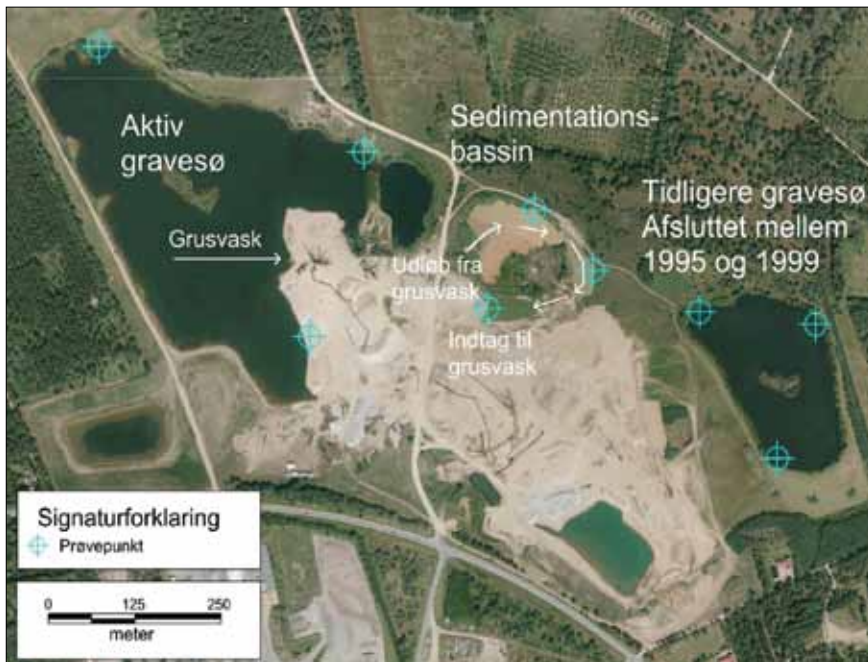 Aktiv
gravesø
Sedimentations-
bassin
Tidligere gravesø
Afsluttet mellem
1995 og 1999
Grusvask
Udløb fra
grusvask
Indtag til
grusvask
Signaturforklaring
Prøvepunkt
0 125 250
meter